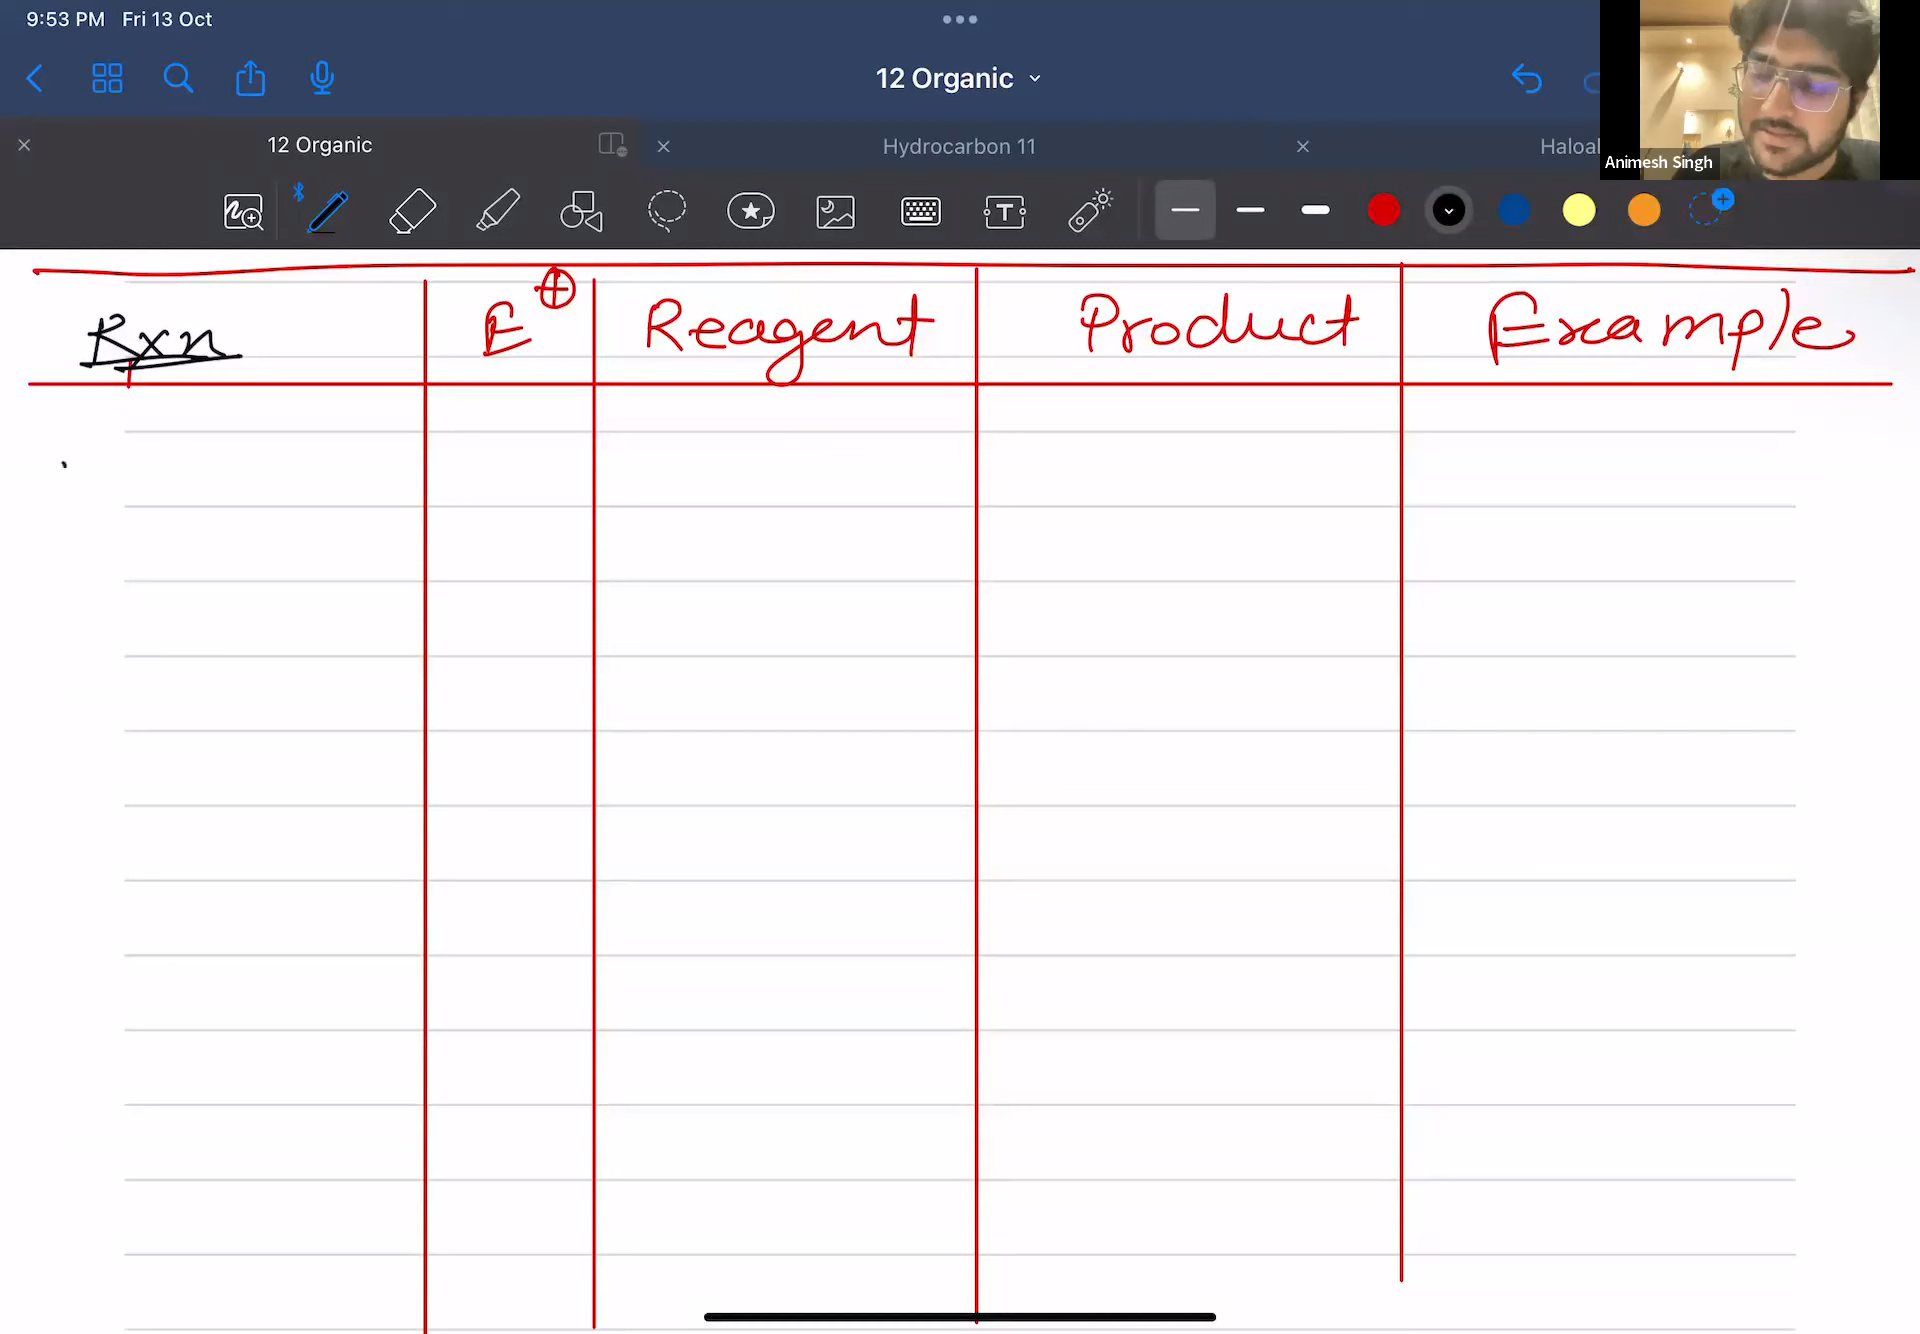 9:53 PM Fri 13 Oct
12 Organic
12 Organic
Hydrocarbon 11
Haloal
Animesh Singh
T
Rxn E⊕ Reagent Product Example